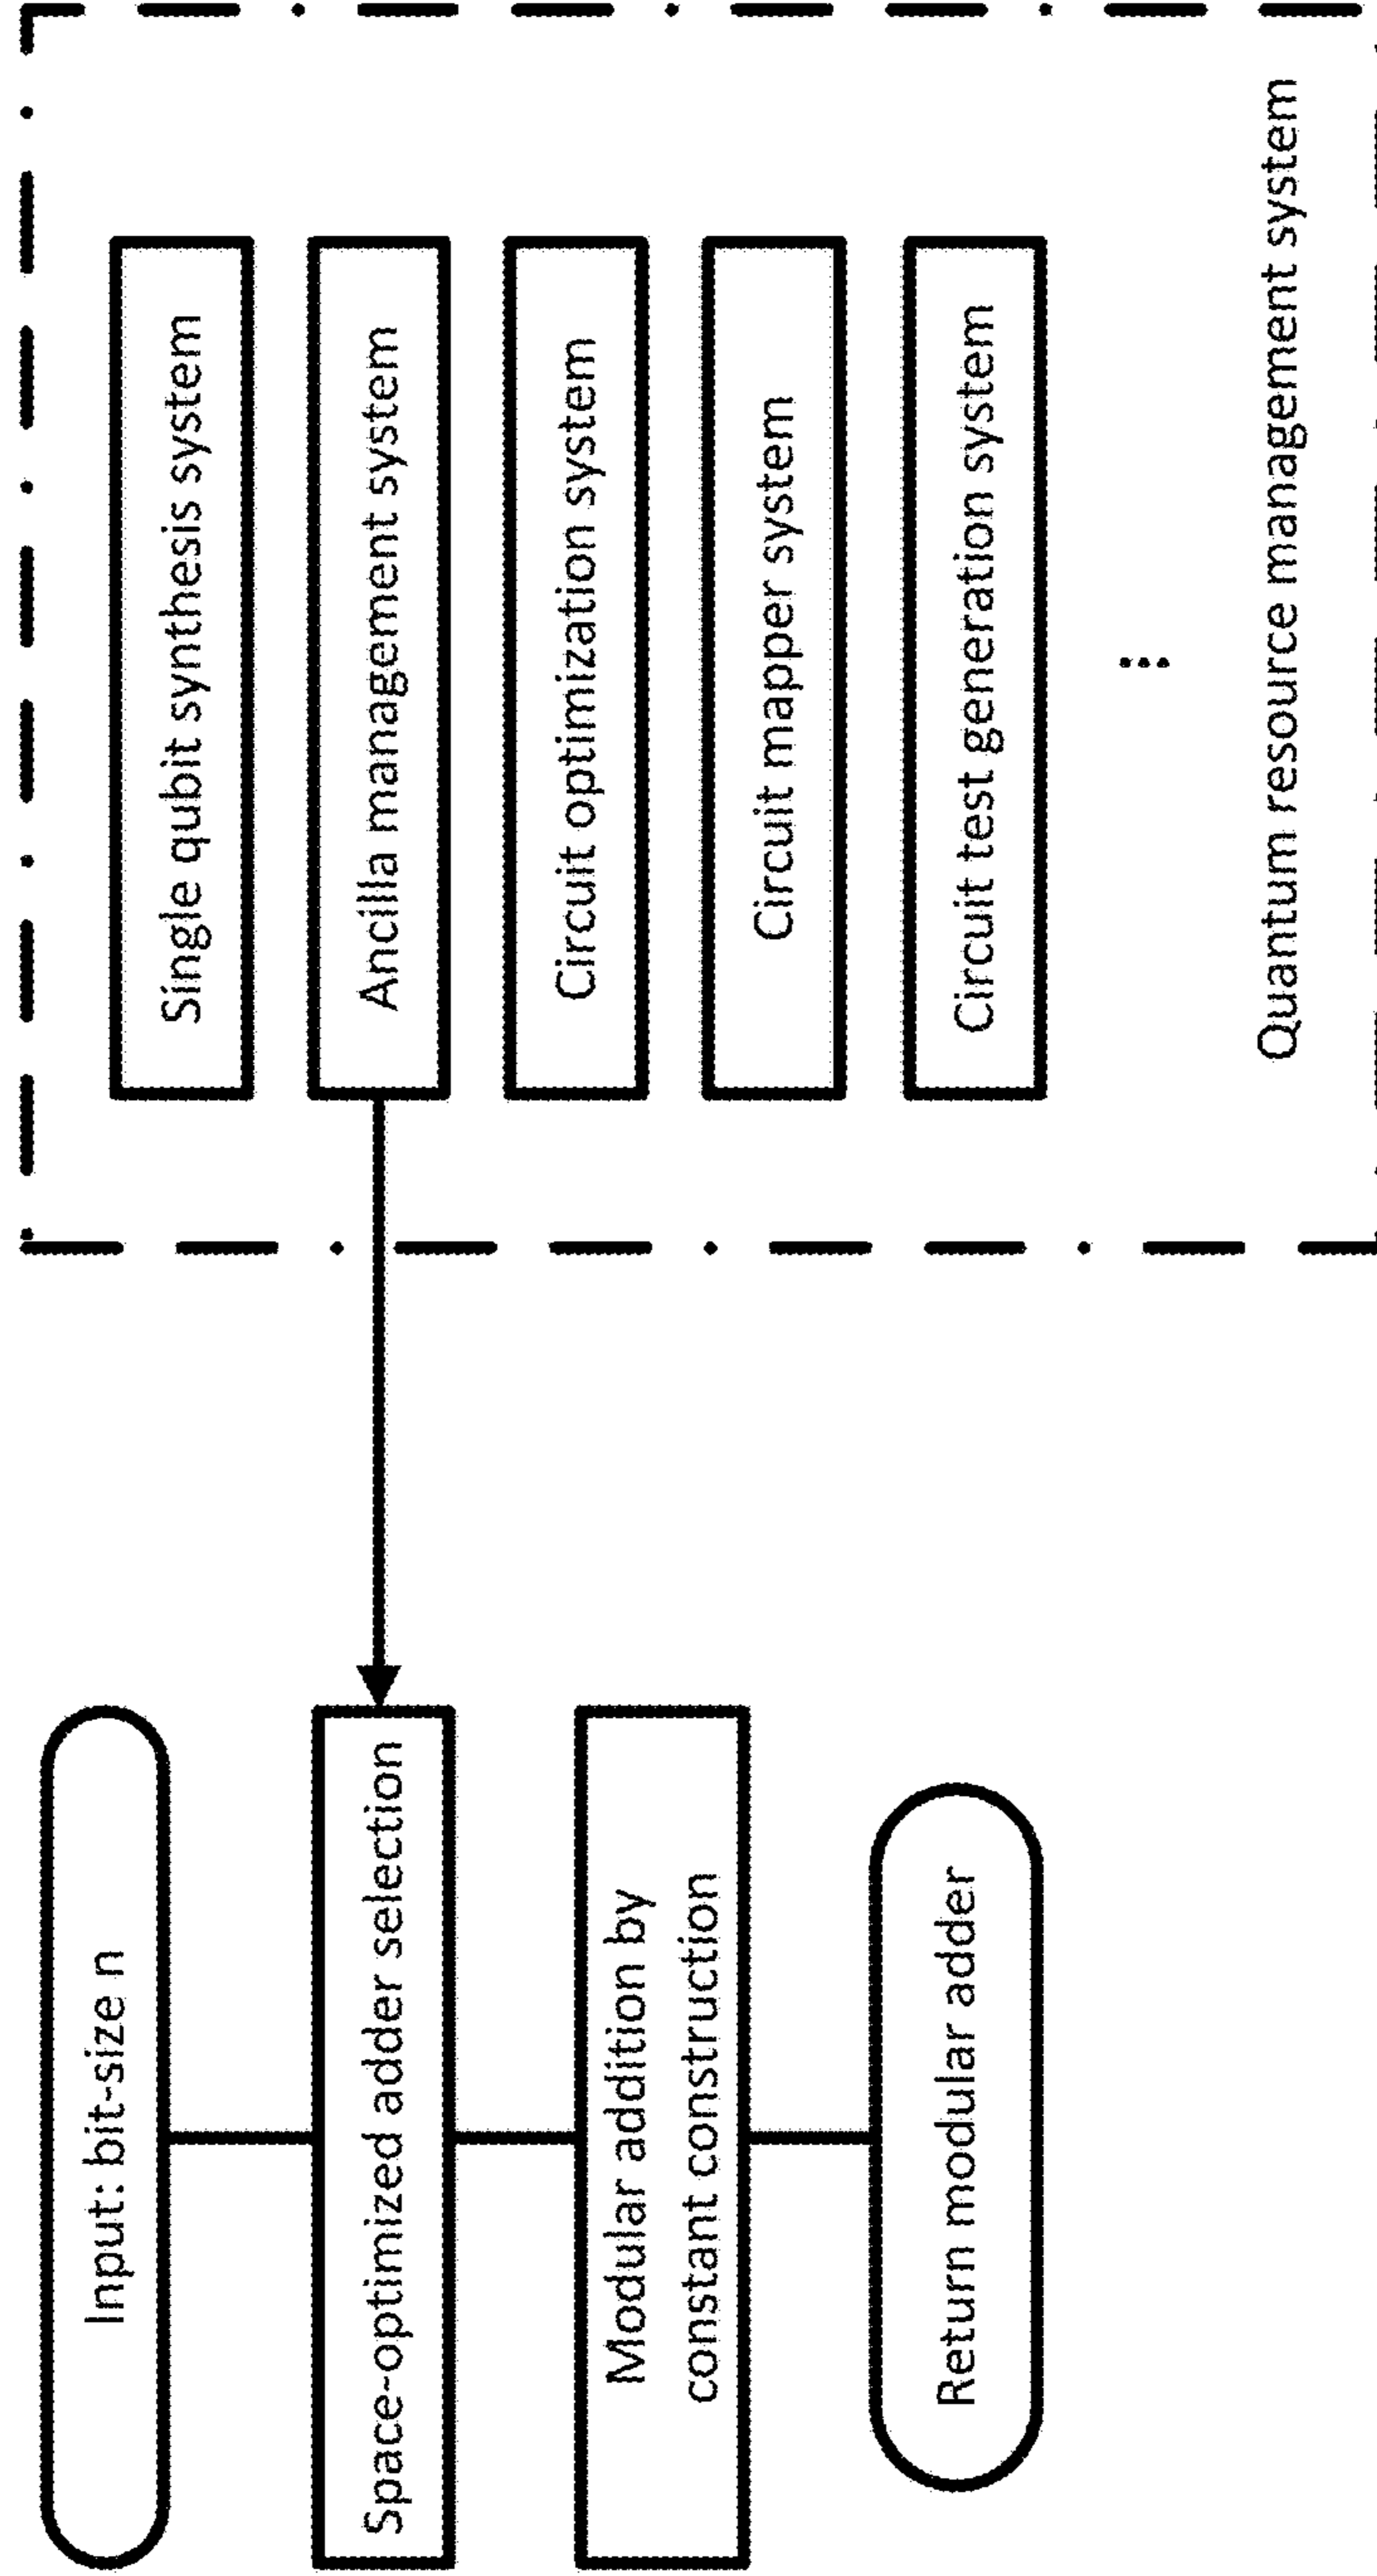 Input: bit-size n
Space-optimized adder selection
Modular addition by
constant construction
Return modular adder
Single qubit synthesis system
Ancilla management system
Circuit optimization system
Circuit mapper system
Circuit test generation system
...
Quantum resource management system